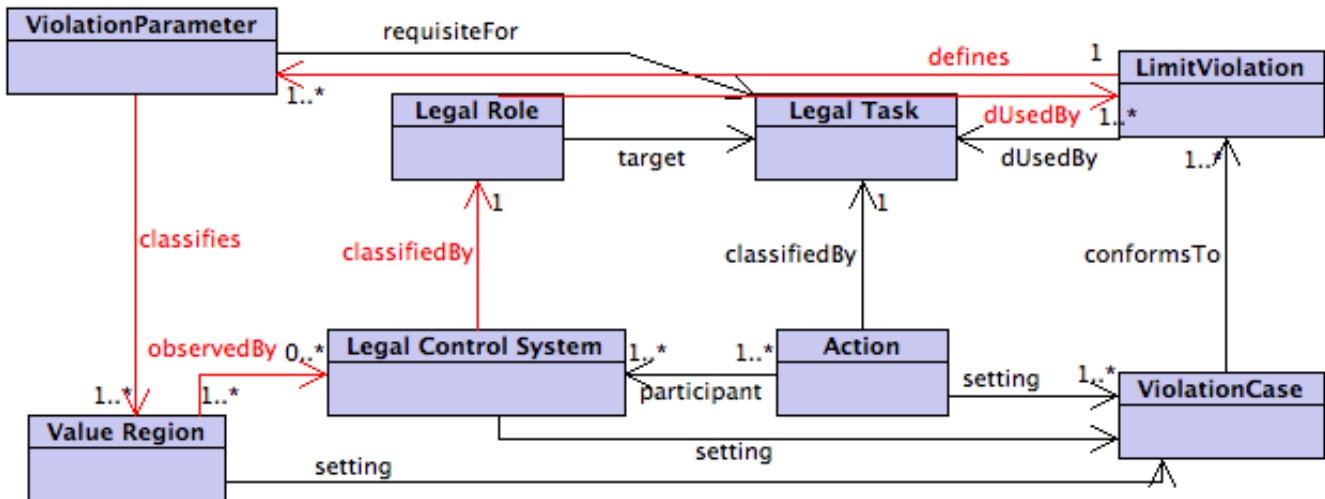 ViolationParameter
requisiteFor
defines
1
LimitViolation
1..*
Legal Role
Legal Task
dUsedBy
1..*
target
dUsedBy
1..*
1
1
classifies
classifiedBy
classifiedBy
conformsTo
observedBy
0..*
Legal Control System
1..*
1..*
Action
1..*
1..*
participant
setting
1..*
ViolationCase
Value Region
setting
setting